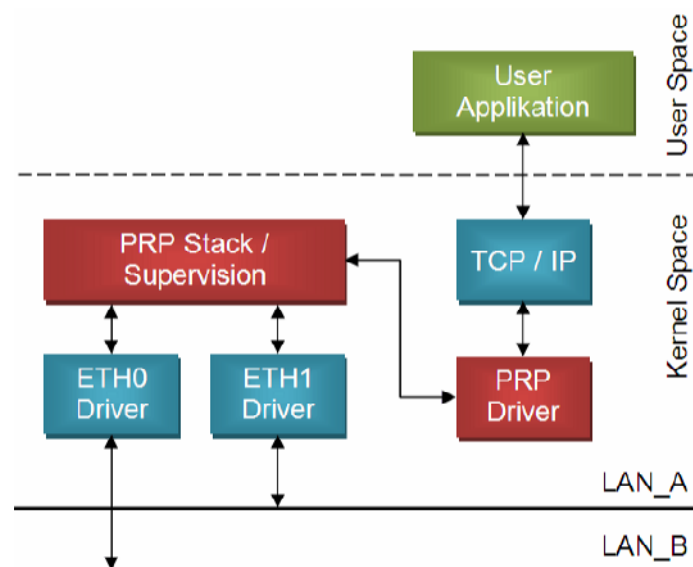 User
Applikation
User Space
PRP Stack /
Supervision
TCP / IP
Kernel Space
ETH0
Driver
ETH1
Driver
PRP
Driver
LAN_A
LAN_B